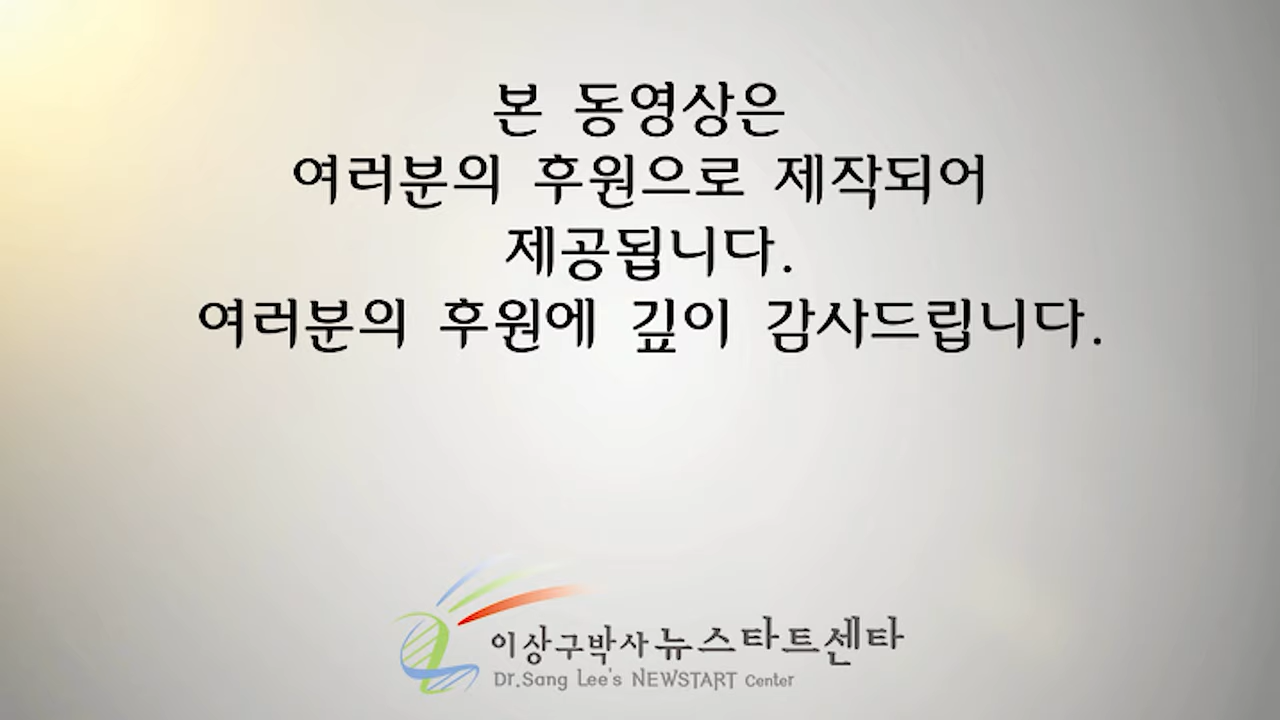 본 동영상은
여러분의 후원으로 제작되어
제공됩니다.
여러분의 후원에 깊이 감사드립니다.
이상구박사 뉴스타트센타
Dr.Sang Lee's NEWSTART Center